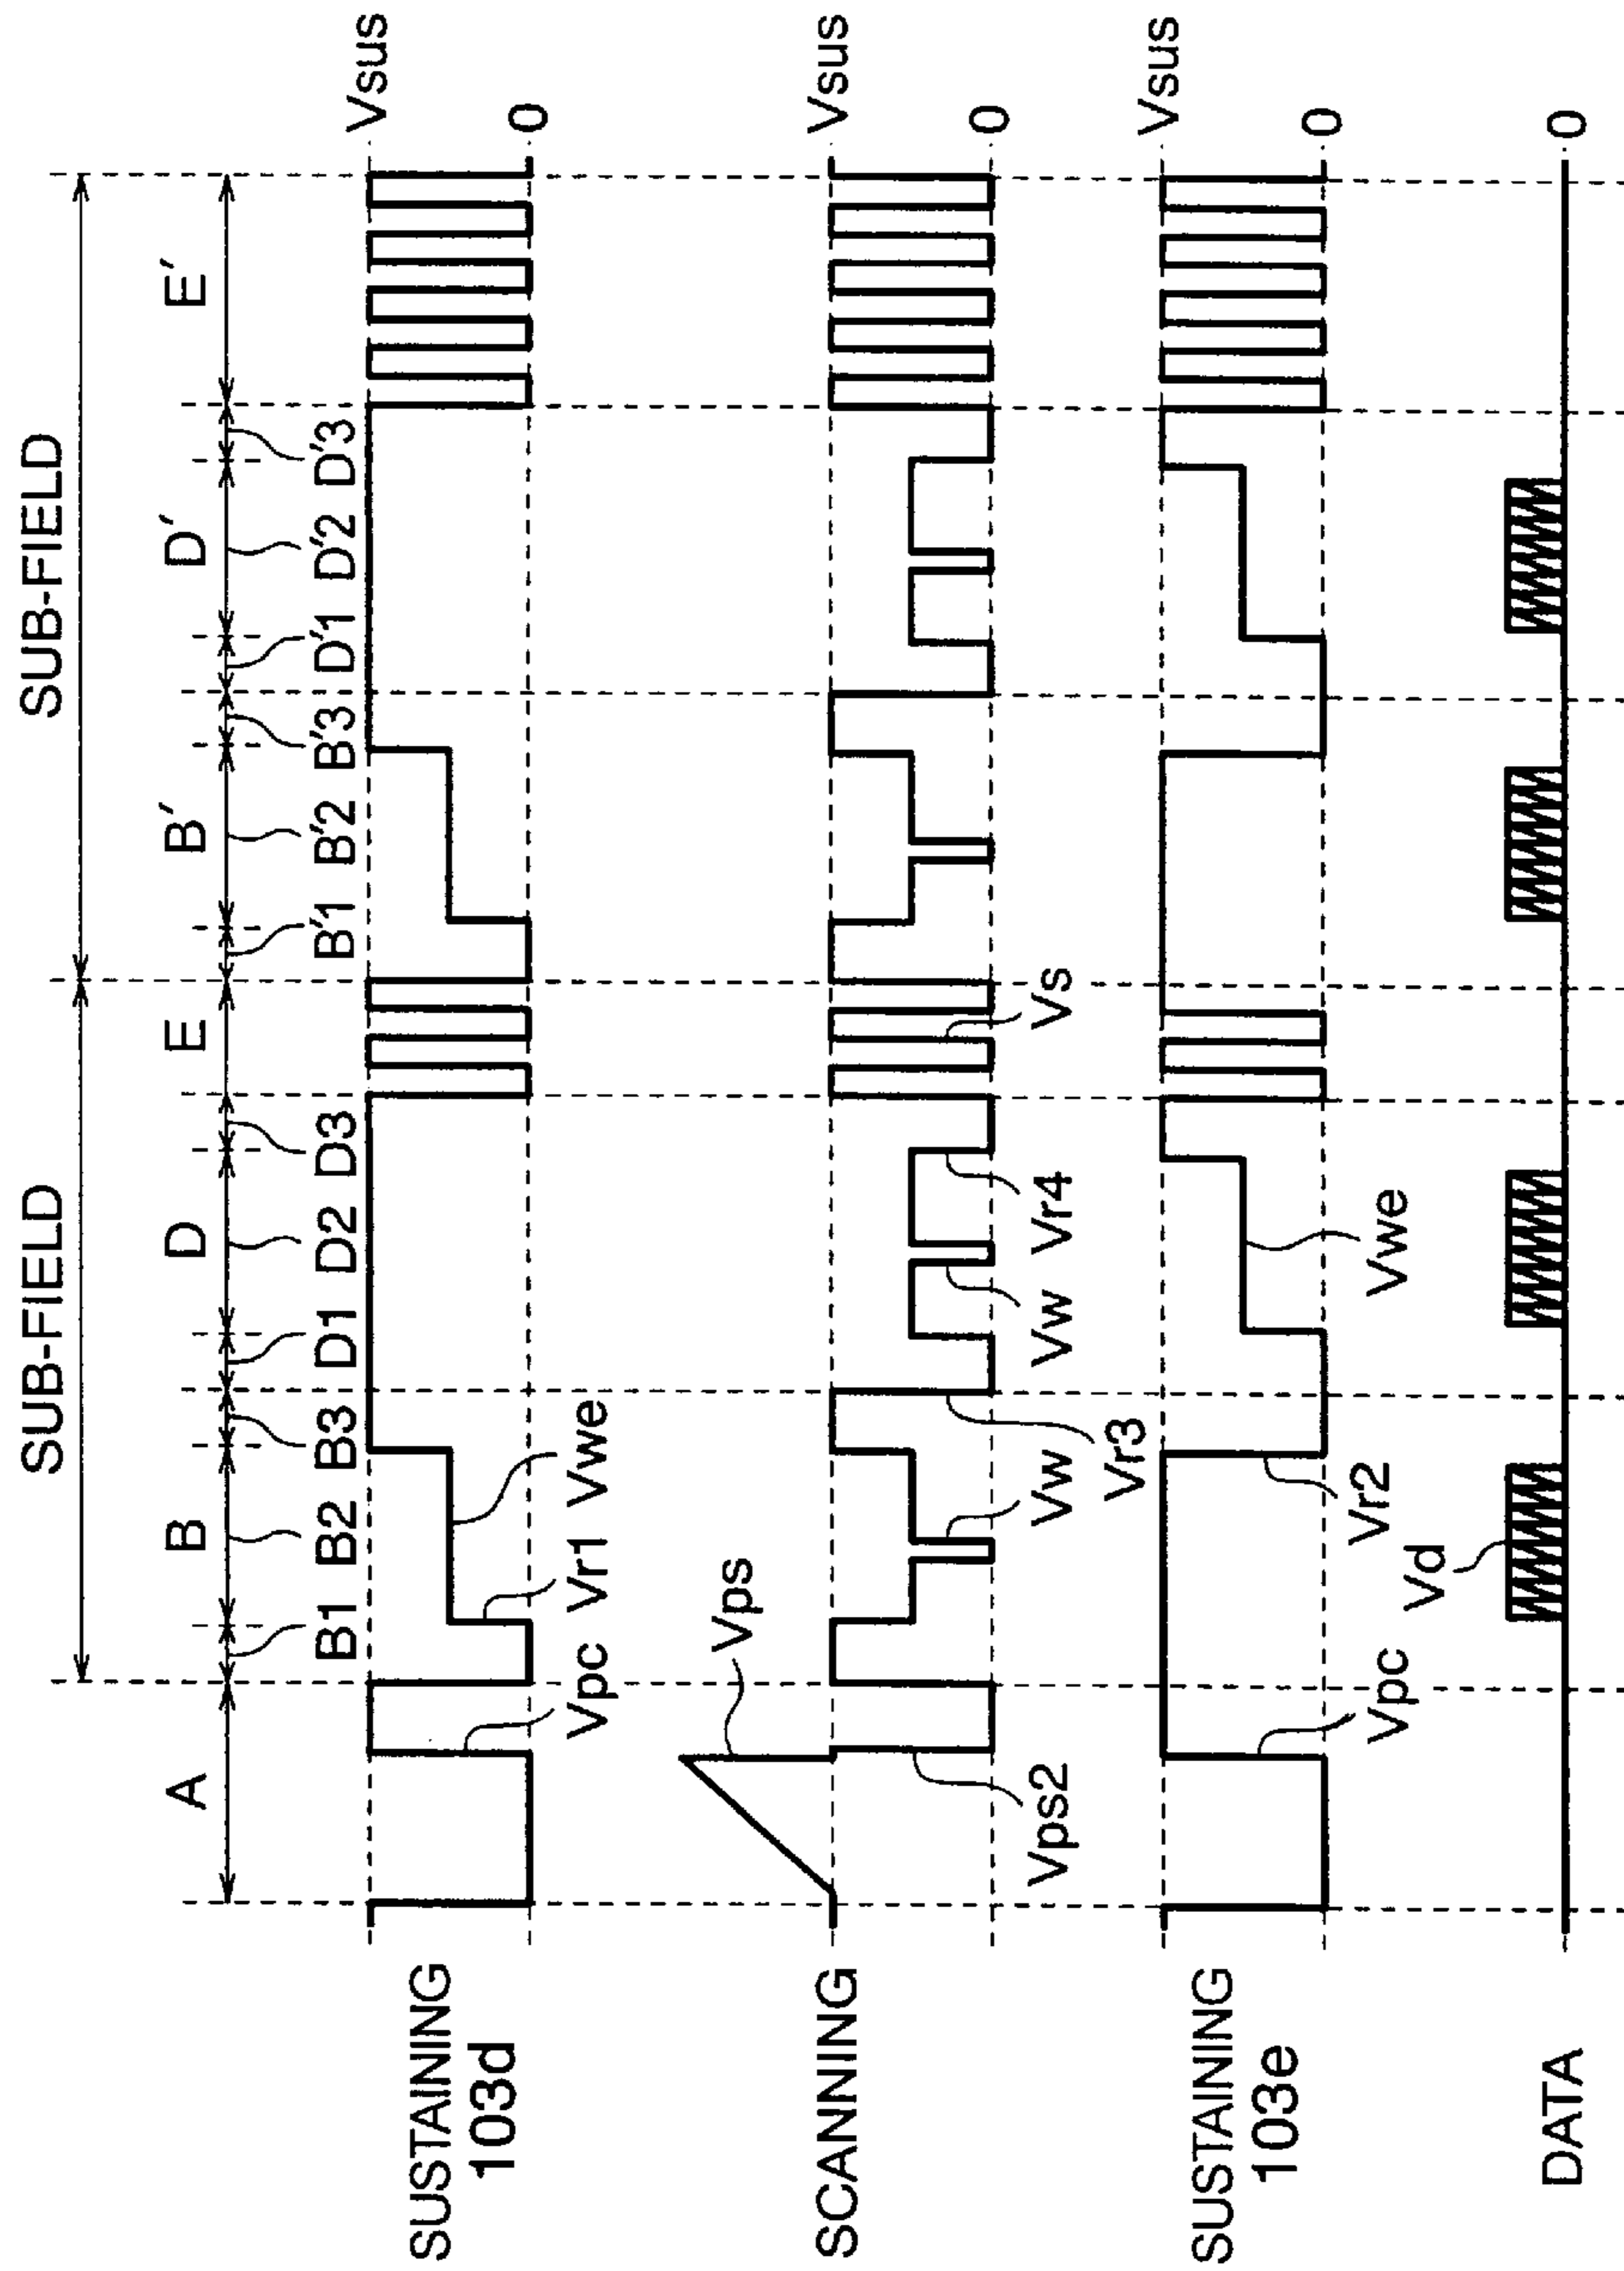 SUB-FIELD SUB-FIELD
A B D E B′ D′ E′
B1 B2 B3 D1 D2 D3 B′1 B′2 B′3 D′1 D′2 D′3
SUSTAINING
103d
Vsus
0
Vpc Vr1 Vwe
SCANNING
Vsus
0
Vps
Vps2 Vw Vw Vr4 Vs
Vr3
SUSTAINING
103e
Vsus
0
Vpc Vr2 Vwe
DATA
Vd
0